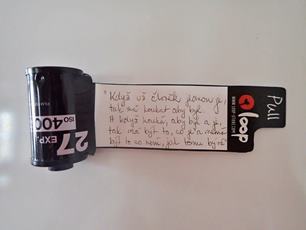 "Když už člověk jednou je,
tak má koukat aby byl.
A když kouká, aby byl a je,
tak má být to, co je a nemá
být to co není, jak tomu
Pull
loop
27
EXP.
ISO 400